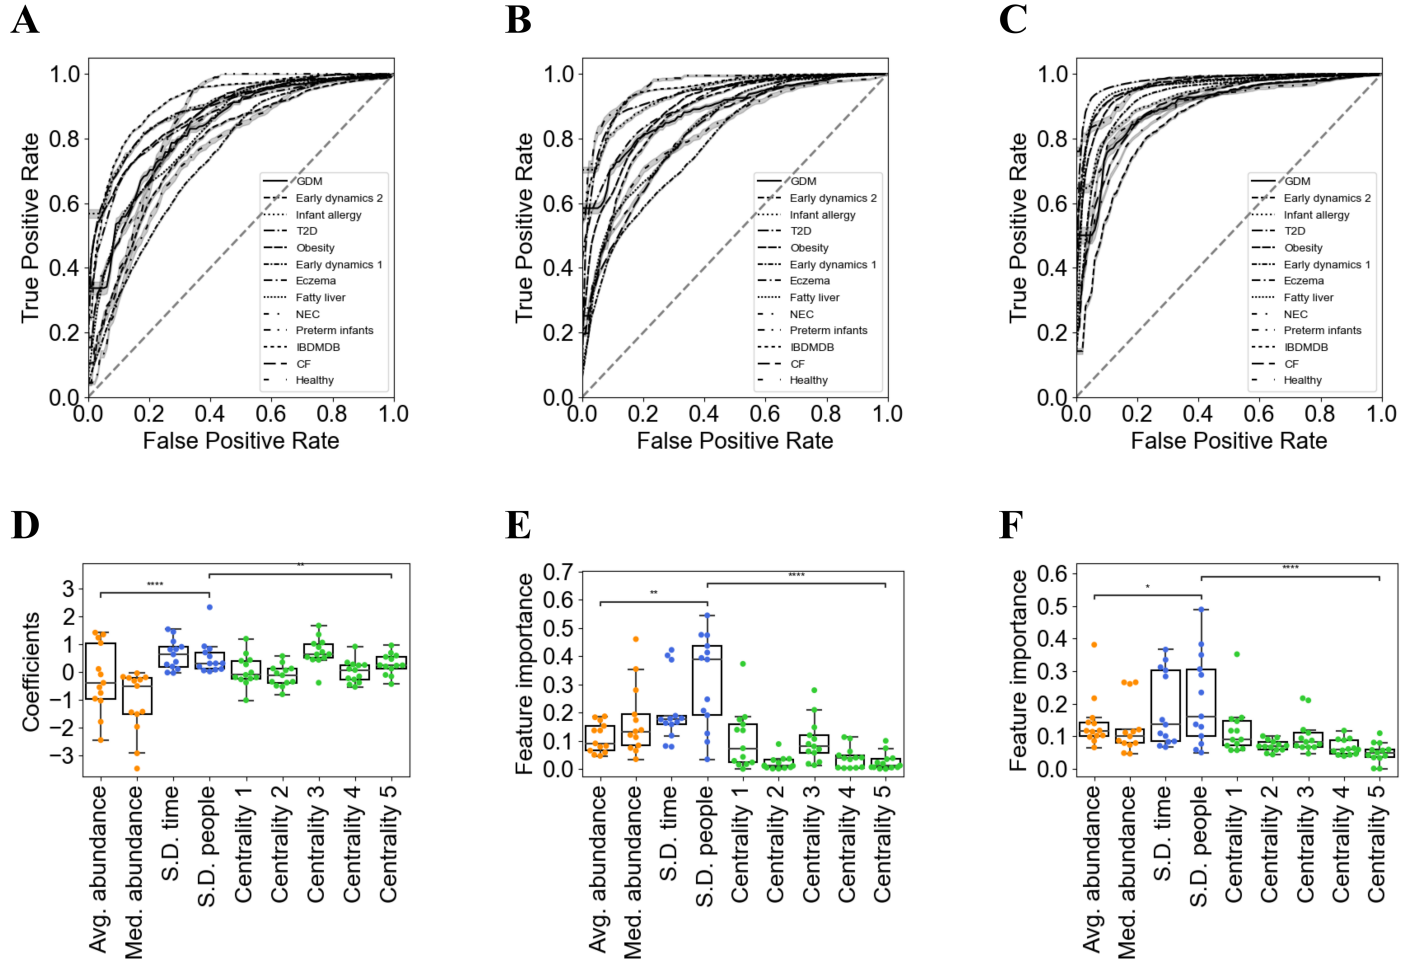 A
B
C
1.0
0.8
0.6
0.4
0.2
0.0
True Positive Rate
0.0 0.2 0.4 0.6 0.8 1.0
False Positive Rate
GDM
Early dynamics 2
Infant allergy
T2D
Obesity
Early dynamics 1
Eczema
Fatty liver
NEC
Preterm infants
IBDMDB
CF
Healthy
1.0
0.8
0.6
0.4
0.2
0.0
True Positive Rate
0.0 0.2 0.4 0.6 0.8 1.0
False Positive Rate
GDM
Early dynamics 2
Infant allergy
T2D
Obesity
Early dynamics 1
Eczema
Fatty liver
NEC
Preterm infants
IBDMDB
CF
Healthy
1.0
0.8
0.6
0.4
0.2
0.0
True Positive Rate
0.0 0.2 0.4 0.6 0.8 1.0
False Positive Rate
GDM
Early dynamics 2
Infant allergy
T2D
Obesity
Early dynamics 1
Eczema
Fatty liver
NEC
Preterm infants
IBDMDB
CF
Healthy
D
E
F
3
2
1
0
−1
−2
−3
Coefficients
****
**
Avg. abundance
Med. abundance
S.D. time
S.D. people
Centrality 1
Centrality 2
Centrality 3
Centrality 4
Centrality 5
0.7
0.6
0.5
0.4
0.3
0.2
0.1
0.0
Feature importance
**
****
Avg. abundance
Med. abundance
S.D. time
S.D. people
Centrality 1
Centrality 2
Centrality 3
Centrality 4
Centrality 5
0.6
0.5
0.4
0.3
0.2
0.1
0.0
Feature importance
*
****
Avg. abundance
Med. abundance
S.D. time
S.D. people
Centrality 1
Centrality 2
Centrality 3
Centrality 4
Centrality 5